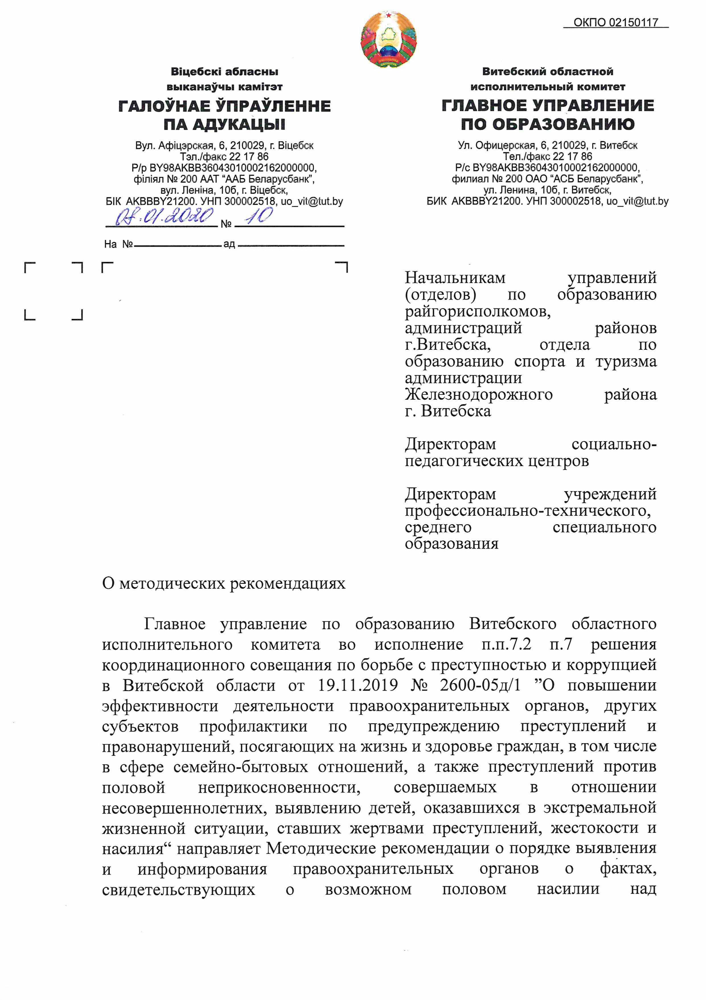 ОКПО 02150117
Віцебскі абласны
выканаўчы камітэт
ГАЛОЎНАЕ ЎПРАЎЛЕННЕ
ПА АДУКАЦЫІ
Вул. Афіцэрская, 6, 210029, г. Віцебск
Тэл./факс 22 17 86
Р/р BY98AKBB36043010002162000000,
філіял № 200 ААТ “ААБ Беларусбанк”,
вул. Леніна, 10б, г. Віцебск,
БІК AKBBBY21200. УНП 300002518, uo_vit@tut.by
Витебский областной
исполнительный комитет
ГЛАВНОЕ УПРАВЛЕНИЕ
ПО ОБРАЗОВАНИЮ
Ул. Офицерская, 6, 210029, г. Витебск
Тел./факс 22 17 86
Р/с BY98AKBB36043010002162000000,
филиал № 200 ОАО “АСБ Беларусбанк”,
ул. Ленина, 10б, г. Витебск,
БИК AKBBBY21200. УНП 300002518, uo_vit@tut.by
№ 10
На № ад
Начальникам управлений
(отделов) по образованию
райгорисполкомов,
администраций районов
г.Витебска, отдела по
образованию спорта и туризма
администрации
Железнодорожного района
г. Витебска
Директорам социально-
педагогических центров
Директорам учреждений
профессионально-технического,
среднего специального
образования
О методических рекомендациях
Главное управление по образованию Витебского областного
исполнительного комитета во исполнение п.п.7.2 п.7 решения
координационного совещания по борьбе с преступностью и коррупцией
в Витебской области от 19.11.2019 № 2600-05д/1 ”О повышении
эффективности деятельности правоохранительных органов, других
субъектов профилактики по предупреждению преступлений и
правонарушений, посягающих на жизнь и здоровье граждан, в том числе
в сфере семейно-бытовых отношений, а также преступлений против
половой неприкосновенности, совершаемых в отношении
несовершеннолетних, выявлению детей, оказавшихся в экстремальной
жизненной ситуации, ставших жертвами преступлений, жестокости и
насилия“ направляет Методические рекомендации о порядке выявления
и информирования правоохранительных органов о фактах,
свидетельствующих о возможном половом насилии над